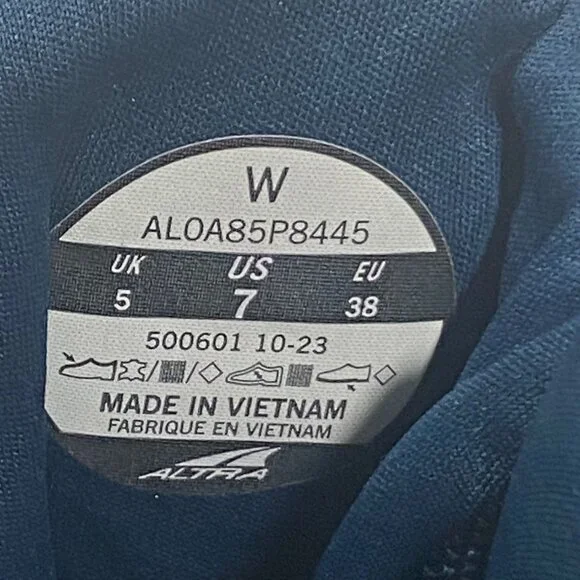 W
AL0A85P8445
UK US EU
5 7 38
500601 10-23
MADE IN VIETNAM
FABRIQUE EN VIETNAM
ALTRA